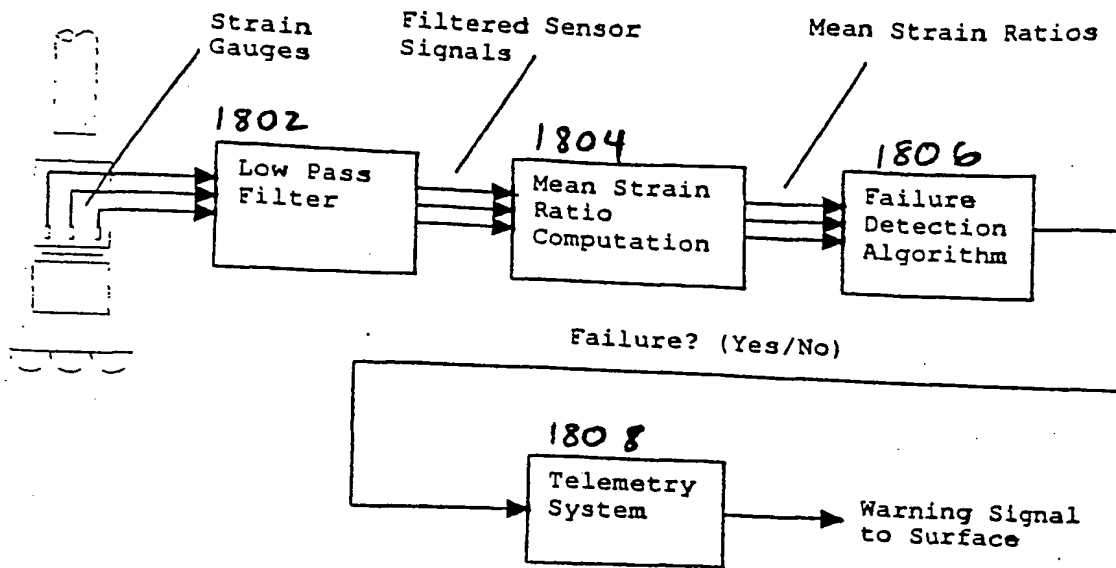 Strain
Gauges
Filtered Sensor
Signals
Mean Strain Ratios
1802
Low Pass
Filter
1804
Mean Strain
Ratio
Computation
1806
Failure
Detection
Algorithm
Failure? (Yes/No)
1808
Telemetry
System
Warning Signal
to Surface